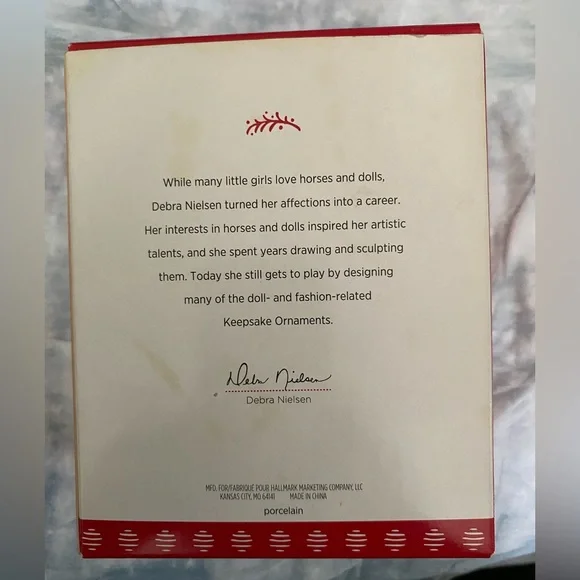 While many little girls love horses and dolls,
Debra Nielsen turned her affections into a career.
Her interests in horses and dolls inspired her artistic
talents, and she spent years drawing and sculpting
them. Today she still gets to play by designing
many of the doll- and fashion-related
Keepsake Ornaments.
Debra Nielsen
Debra Nielsen
MFD. FOR/FABRIQUÉ POUR HALLMARK MARKETING COMPANY, LLC
KANSAS CITY, MO 64141 MADE IN CHINA
porcelain